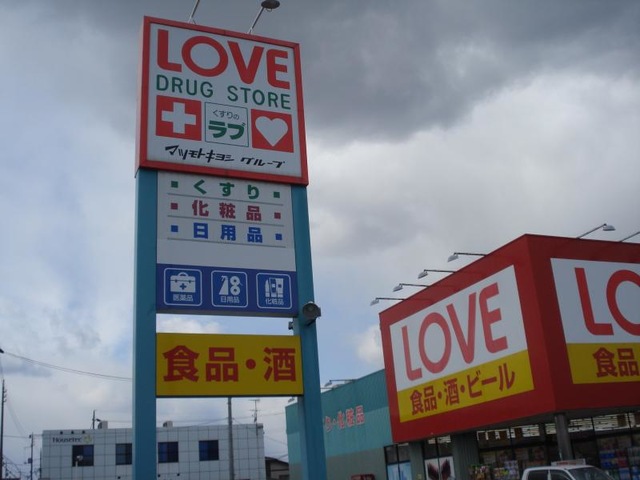 LOVE
DRUG STORE
くすりの
ラブ
マツモトキヨシ グループ
くすり
化粧品
日用品
医薬品
日用品
化粧品
食品・酒
LOVE
食品・酒・ビール
LO
食品
Housetec